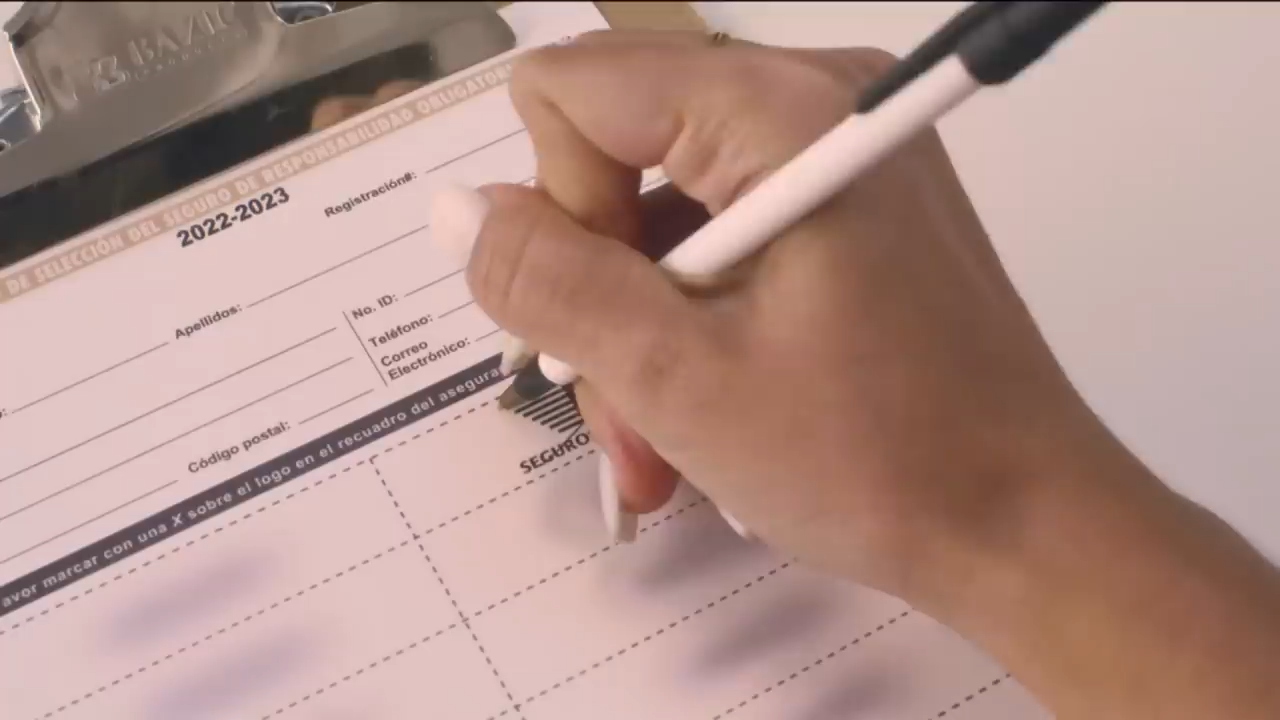 BAZIC
DE SELECCIÓN DEL SEGURO DE RESPONSABILIDAD OBLIGATORI
2022-2023
Registración#:
Apellidos:
No. ID:
Teléfono:
Correo
Electrónico:
Código postal:
avor marcar con una X sobre el logo en el recuadro del asegura
SEGURO